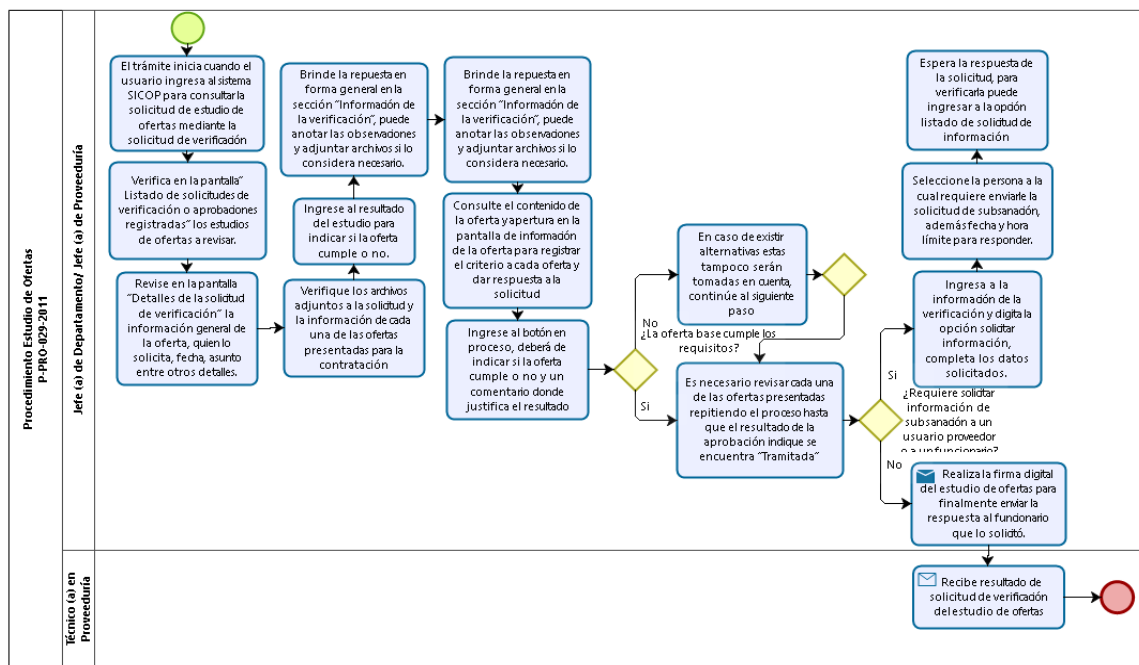 Procedimiento Estudio de Ofertas
P-PRO-029-2011
Jefe (a) de Departamento/ Jefe (a) de Proveeduría
El trámite inicia cuando el
usuario ingresa al sistema
SICOP para consultar la
solicitud de estudio de
ofertas mediante la
solicitud de verificación
Verifica en la pantalla"
Listado de solicitudes de
verificación o aprobaciones
registradas" los estudios
de ofertas a revisar.
Revise en la pantalla
"Detalles de la solicitud
de verificación" la
información general de
la oferta, quien lo
solicita, fecha, asunto
entre otros detalles.
Verifique los archivos
adjuntos a la solicitud y
la información de cada
una de las ofertas
presentadas para la
contratación
Ingrese al resultado
del estudio para
indicar si la oferta
cumple o no.
Brinde la repuesta en
forma general en la
sección "Información de
la verificación", puede
anotar las observaciones
y adjuntar archivos si lo
considera necesario.
Brinde la repuesta en
forma general en la
sección "Información de
la verificación", puede
anotar las observaciones
y adjuntar archivos si lo
considera necesario.
Consulte el contenido de
la oferta y apertura en la
pantalla de información
de la oferta para registrar
el criterio a cada oferta y
dar respuesta a la
solicitud
Ingrese al botón en
proceso, deberá de
indicar si la oferta
cumple o no y un
comentario donde
justifica el resultado
¿La oferta base cumple los
requisitos?
No
En caso de existir
alternativas estas
tampoco serán
tomadas en cuenta,
continúe al siguiente
paso
Si
Es necesario revisar cada una
de las ofertas presentadas
repitiendo el proceso hasta
que el resultado de la
aprobación indique se
encuentra "Tramitada"
¿Requiere solicitar
información de
subsanación a un
usuario proveedor
o a un funcionario?
Si
Ingresa a la
información de la
verificación y digita la
opción solicitar
información,
completa los datos
solicitados.
Seleccione la persona a la
cual requiere enviarle la
solicitud de subsanación,
además fecha y hora
límite para responder.
Espera la respuesta de
la solicitud, para
verificarla puede
ingresar a la opción
listado de solicitud de
información
No
Realiza la firma digital
del estudio de ofertas para
finalmente enviar la
respuesta al funcionario
que lo solicitó.
Técnico (a) en
Proveeduría
Recibe resultado de
solicitud de verificación
del estudio de ofertas